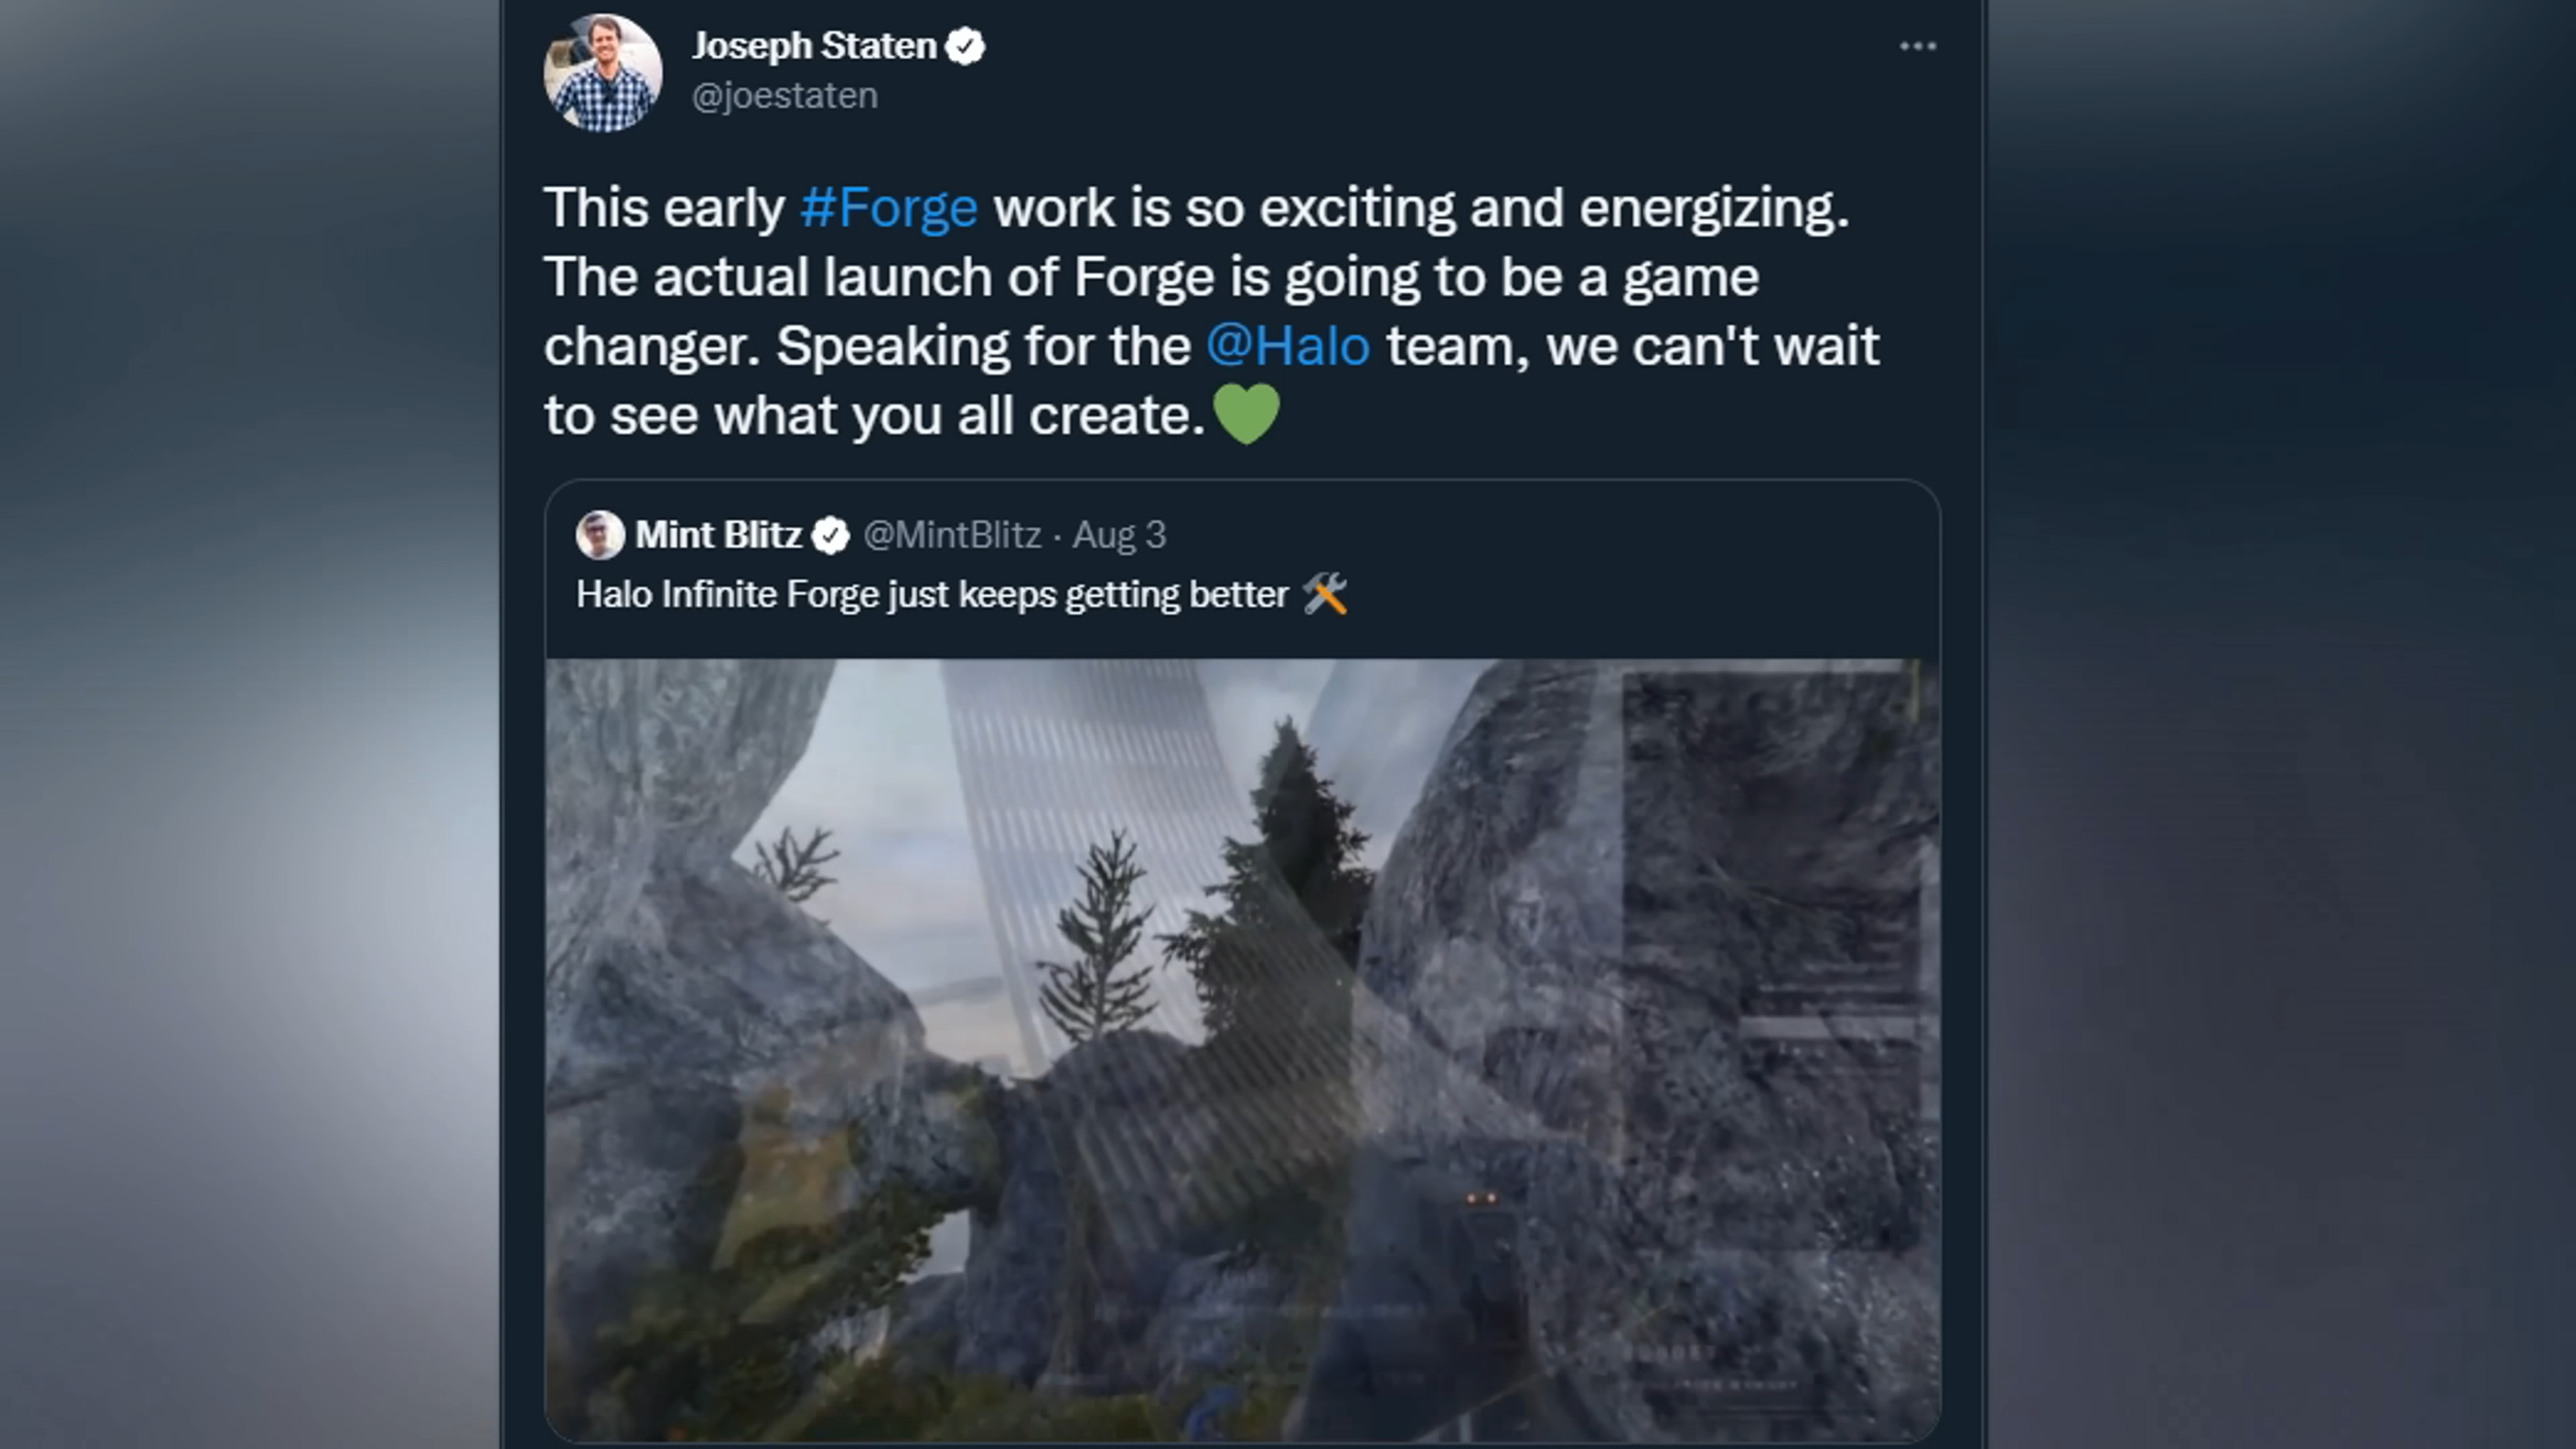 Joseph Staten
@joestaten
This early #Forge work is so exciting and energizing.
The actual launch of Forge is going to be a game
changer. Speaking for the @Halo team, we can't wait
to see what you all create.💚
Mint Blitz @MintBlitz · Aug 3
Halo Infinite Forge just keeps getting better 🛠️